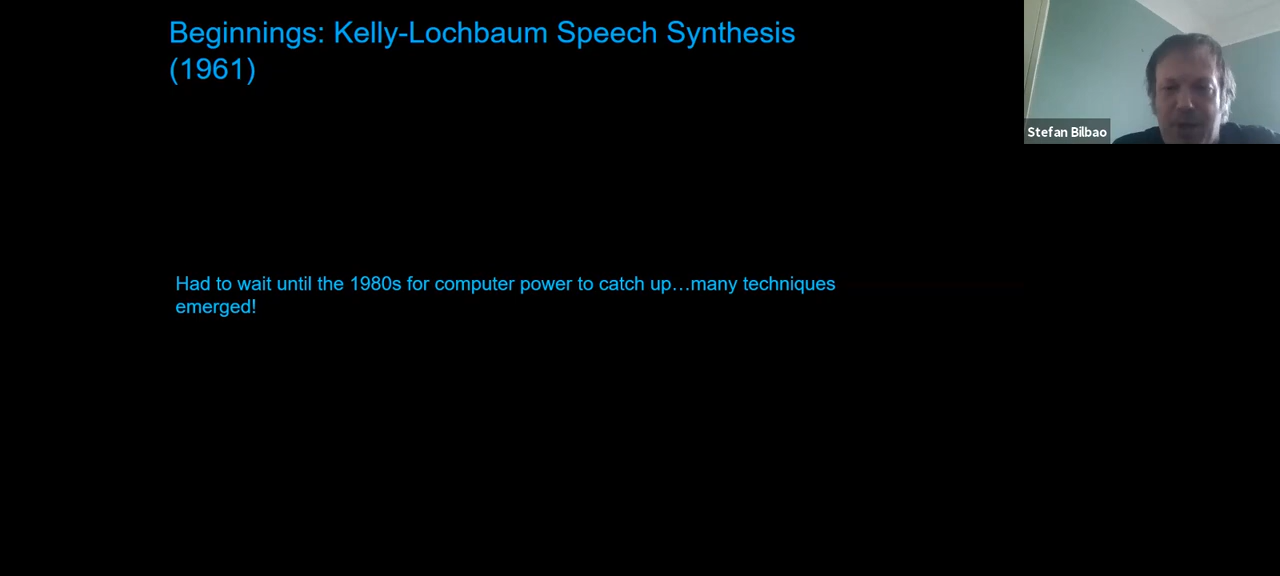 Beginnings: Kelly-Lochbaum Speech Synthesis
(1961)
Stefan Bilbao
Had to wait until the 1980s for computer power to catch up…many techniques
emerged!